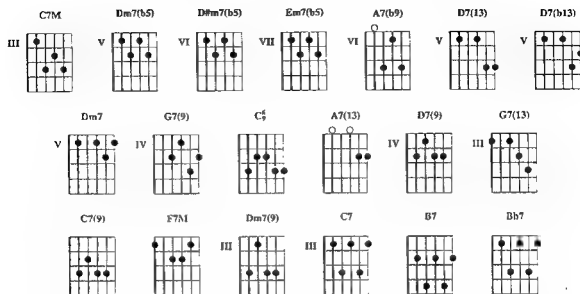 C7M Dm7(b5) D#m7(b5) Em7(b5) A7(b9) D7(13) D7(b13)
III V VI VII VI V V
Dm7 G7(9) C6/9 A7(13) D7(9) G7(13)
V IV IV III
C7(9) F7M Dm7(9) C7 B7 Bb7
III III